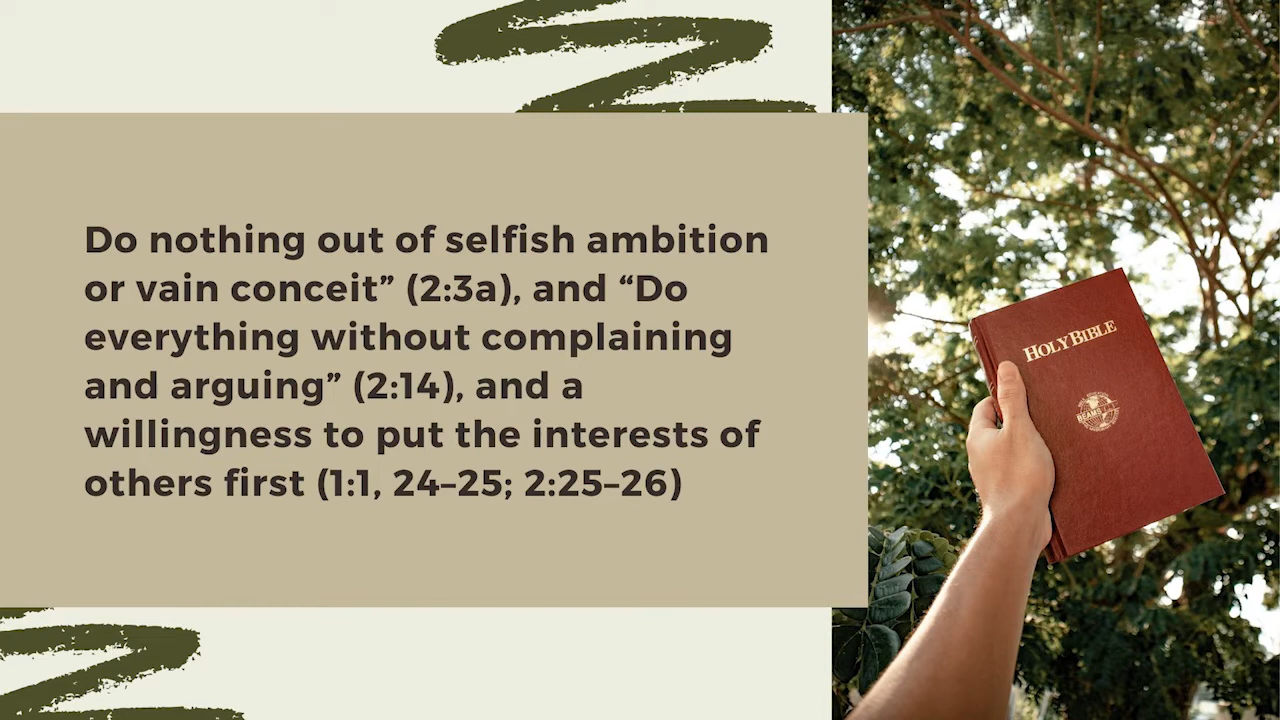 Do nothing out of selfish ambition
or vain conceit” (2:3a), and “Do
everything without complaining
and arguing” (2:14), and a
willingness to put the interests of
others first (1:1, 24–25; 2:25–26)
HOLY BIBLE
BEAMS